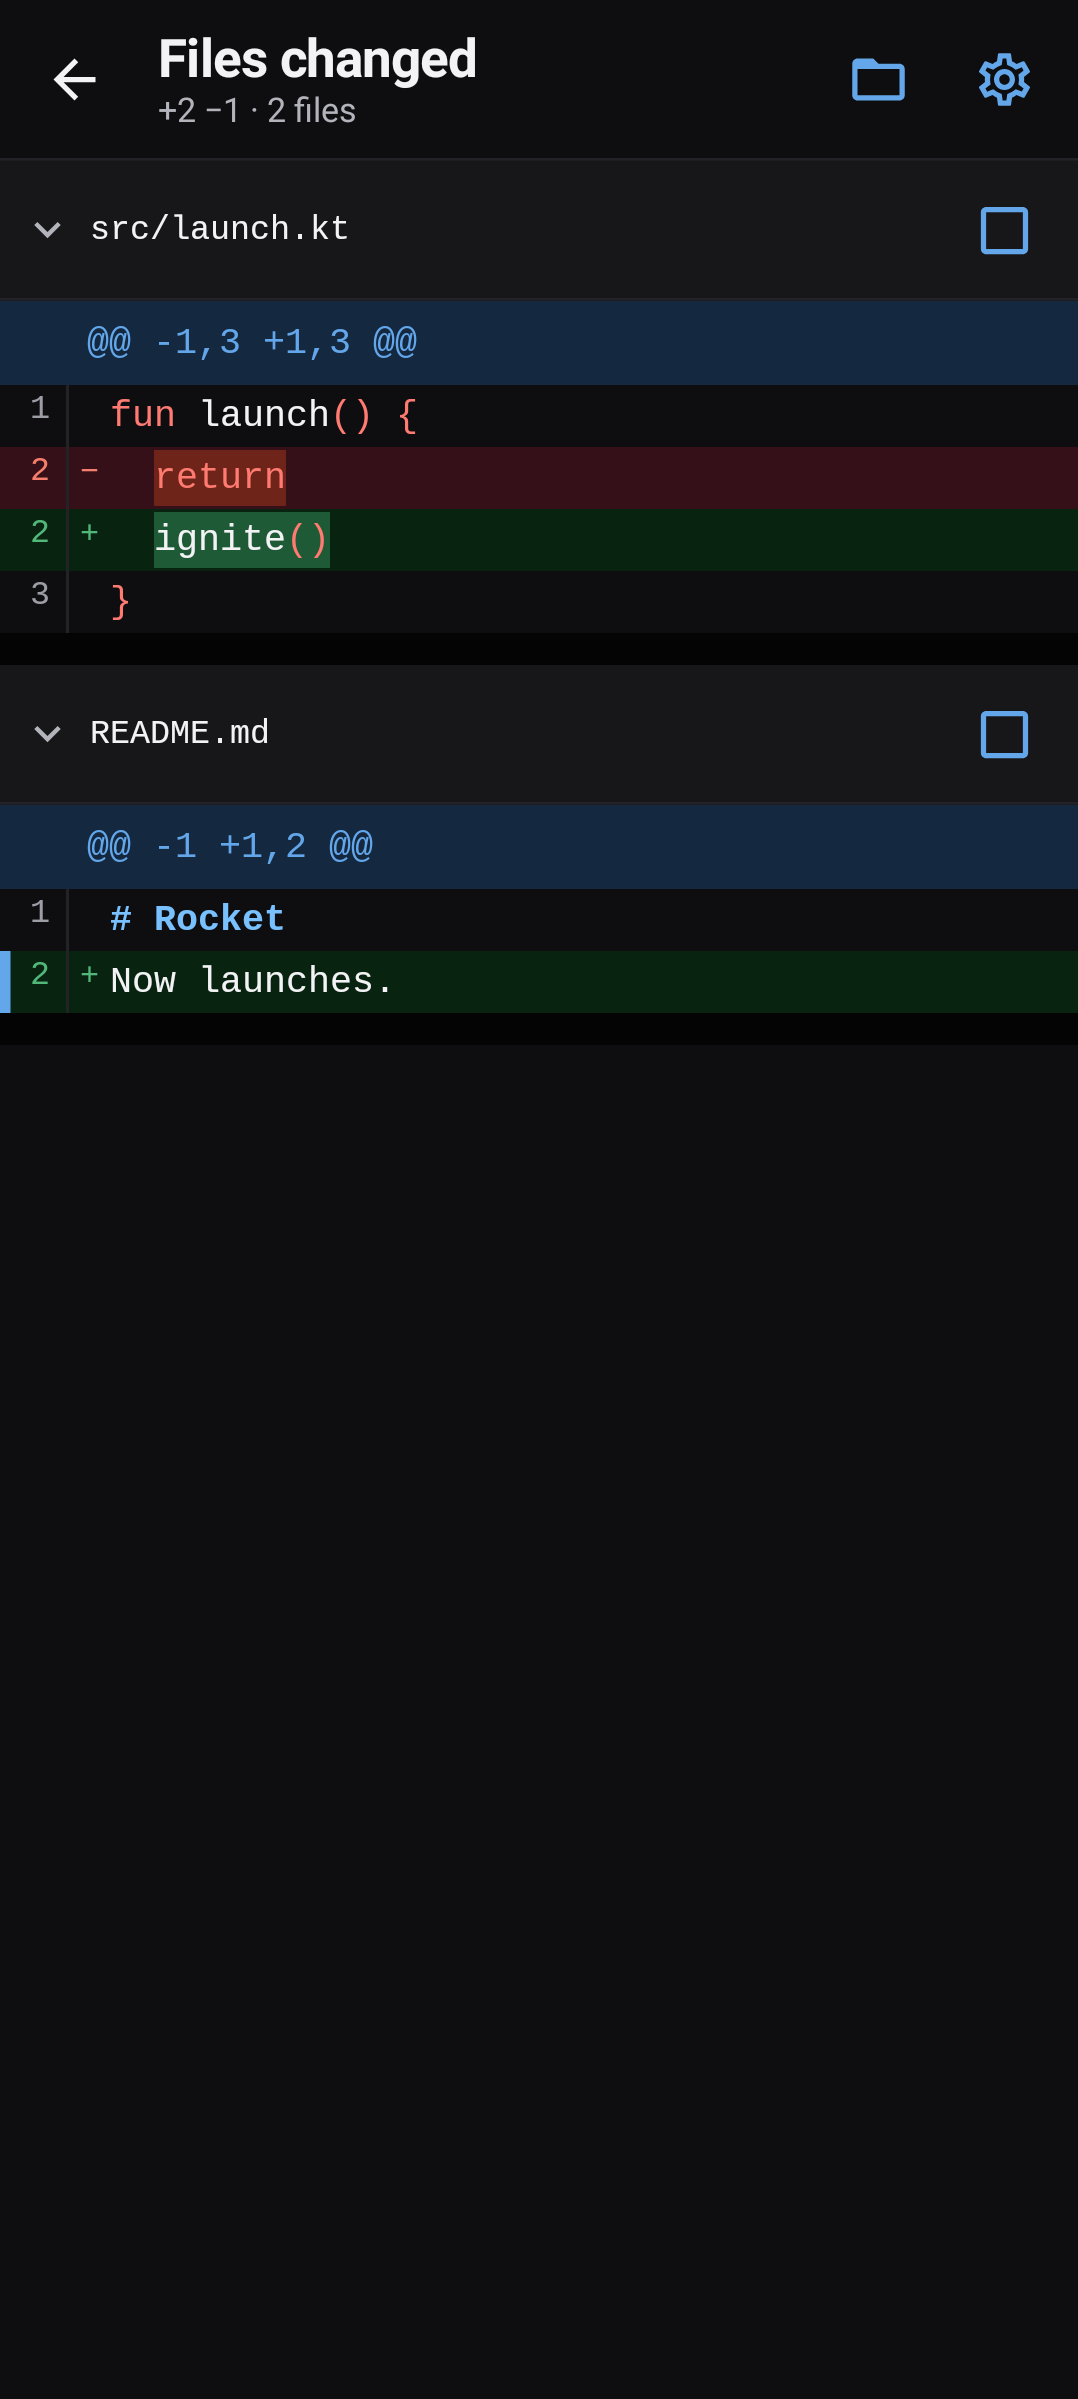 Files changed
+2 −1 · 2 files
src/launch.kt
@@ -1,3 +1,3 @@
1 fun launch() {
2 − return
2 + ignite()
3 }
README.md
@@ -1 +1,2 @@
1 # Rocket
2 + Now launches.